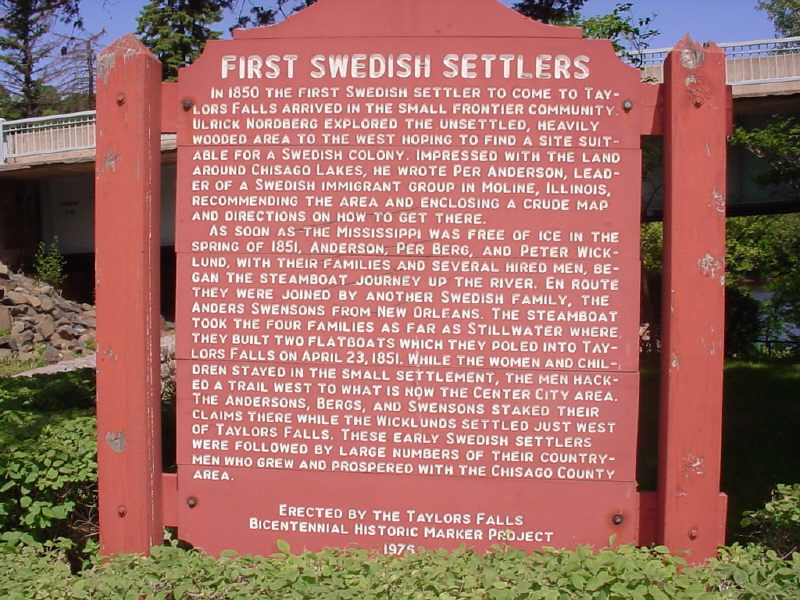 FIRST SWEDISH SETTLERS
IN 1850 THE FIRST SWEDISH SETTLER TO COME TO TAY-
LORS FALLS ARRIVED IN THE SMALL FRONTIER COMMUNITY.
ULRICK NORDBERG EXPLORED THE UNSETTLED, HEAVILY
WOODED AREA TO THE WEST HOPING TO FIND A SITE SUIT-
ABLE FOR A SWEDISH COLONY. IMPRESSED WITH THE LAND
AROUND CHISAGO LAKES, HE WROTE PER ANDERSON, LEAD-
ER OF A SWEDISH IMMIGRANT GROUP IN MOLINE, ILLINOIS,
RECOMMENDING THE AREA AND ENCLOSING A CRUDE MAP
AND DIRECTIONS ON HOW TO GET THERE.
AS SOON AS THE MISSISSIPPI WAS FREE OF ICE IN THE
SPRING OF 1851, ANDERSON, PER BERG, AND PETER WICK-
LUND, WITH THEIR FAMILIES AND SEVERAL HIRED MEN, BE-
GAN THE STEAMBOAT JOURNEY UP THE RIVER. EN ROUTE
THEY WERE JOINED BY ANOTHER SWEDISH FAMILY, THE
ANDERS SWENSONS FROM NEW ORLEANS. THE STEAMBOAT
TOOK THE FOUR FAMILIES AS FAR AS STILLWATER WHERE
THEY BUILT TWO FLATBOATS WHICH THEY POLED INTO TAY-
LORS FALLS ON APRIL 23, 1851. WHILE THE WOMEN AND CHIL-
DREN STAYED IN THE SMALL SETTLEMENT, THE MEN HACK-
ED A TRAIL WEST TO WHAT IS NOW THE CENTER CITY AREA.
THE ANDERSONS, BERGS, AND SWENSONS STAKED THEIR
CLAIMS THERE WHILE THE WICKLUNDS SETTLED JUST WEST
OF TAYLORS FALLS. THESE EARLY SWEDISH SETTLERS
WERE FOLLOWED BY LARGE NUMBERS OF THEIR COUNTRY-
MEN WHO GREW AND PROSPERED WITH THE CHISAGO COUNTY
AREA.
ERECTED BY THE TAYLORS FALLS
BICENTENNIAL HISTORIC MARKER PROJECT